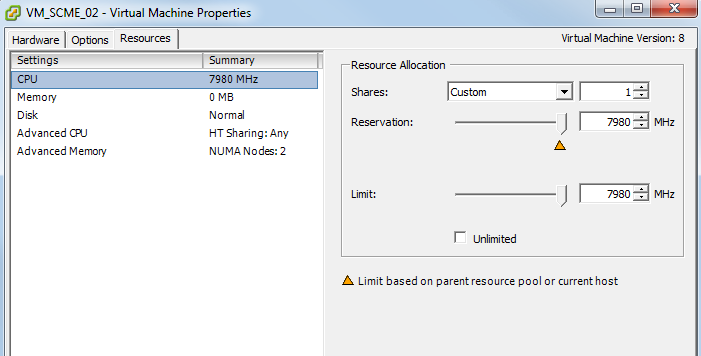 VM_SCME_02 - Virtual Machine Properties
Hardware Options Resources Virtual Machine Version: 8
Settings Summary
CPU 7980 MHz
Memory 0 MB
Disk Normal
Advanced CPU HT Sharing: Any
Advanced Memory NUMA Nodes: 2
Resource Allocation
Shares: Custom 1
Reservation: 7980 MHz
Limit: 7980 MHz
Unlimited
Limit based on parent resource pool or current host